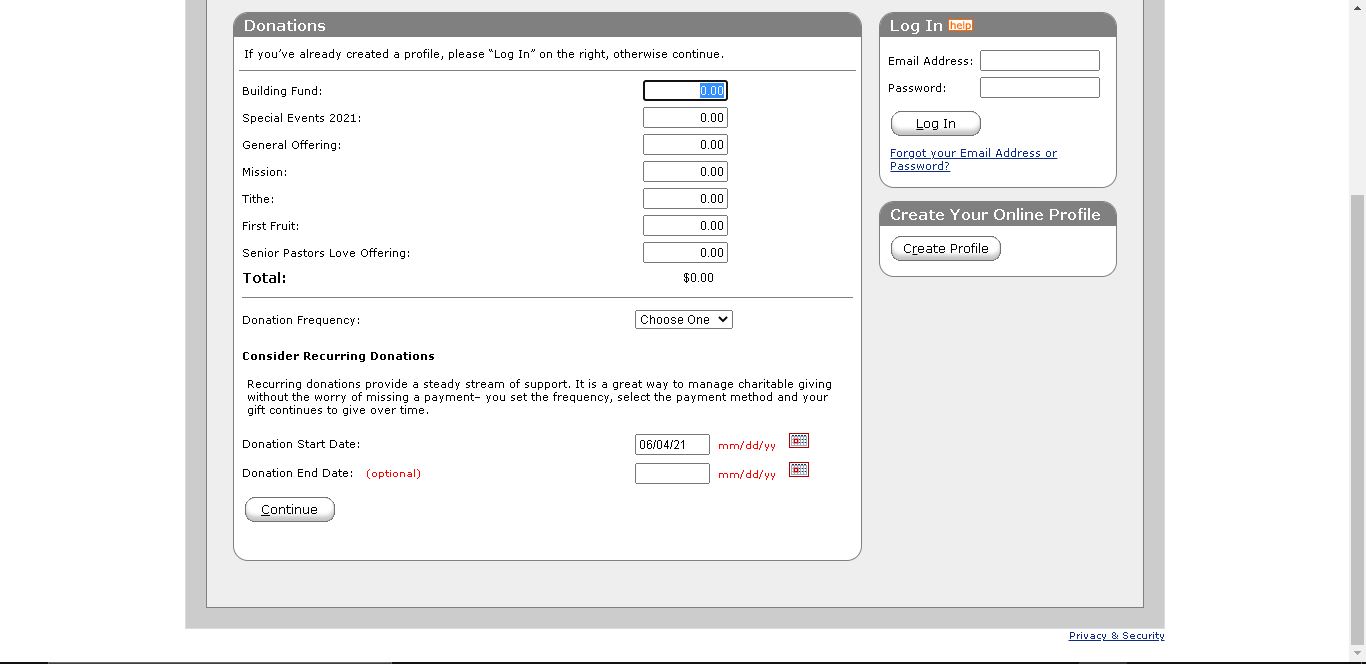 Donations
If you've already created a profile, please "Log In" on the right, otherwise continue.
Building Fund: 0.00
Special Events 2021: 0.00
General Offering: 0.00
Mission: 0.00
Tithe: 0.00
First Fruit: 0.00
Senior Pastors Love Offering: 0.00
Total: $0.00
Donation Frequency: Choose One
Consider Recurring Donations
Recurring donations provide a steady stream of support. It is a great way to manage charitable giving
without the worry of missing a payment– you set the frequency, select the payment method and your
gift continues to give over time.
Donation Start Date: 06/04/21 mm/dd/yy
Donation End Date: (optional) mm/dd/yy
Continue
Log In help
Email Address:
Password:
Log In
Forgot your Email Address or
Password?
Create Your Online Profile
Create Profile
Privacy & Security